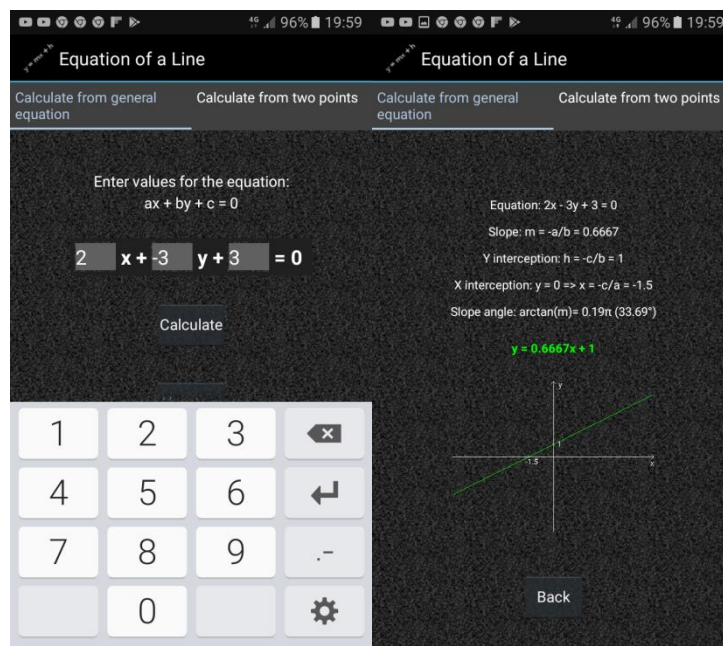 4G 96% 19:59
y = mx + h Equation of a Line
Calculate from general equation
Calculate from two points
Enter values for the equation:
ax + by + c = 0
2 x + -3 y + 3 = 0
Calculate
1 2 3
4 5 6
7 8 9 .-
0
4G 96% 19:59
y = mx + h Equation of a Line
Calculate from general equation
Calculate from two points
Equation: 2x - 3y + 3 = 0
Slope: m = -a/b = 0.6667
Y interception: h = -c/b = 1
X interception: y = 0 => x = -c/a = -1.5
Slope angle: arctan(m)= 0.19π (33.69°)
y = 0.6667x + 1
y
1
-1.5
x
Back